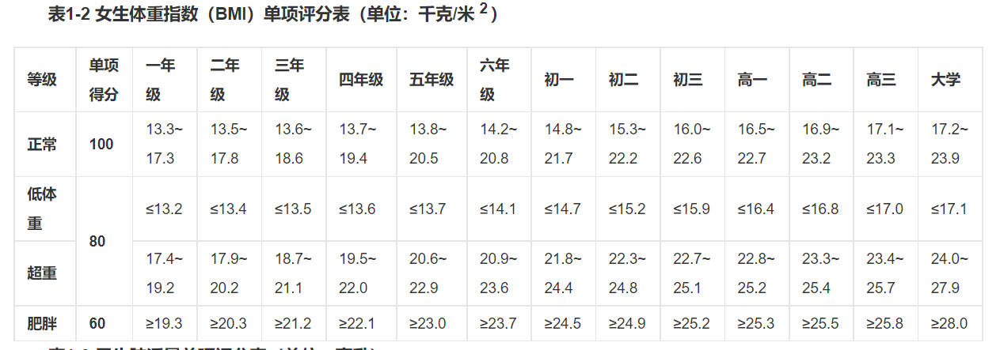 表1-2 女生体重指数（BMI）单项评分表（单位：千克/米 2）
等级 单项得分 一年级 二年级 三年级 四年级 五年级 六年级 初一 初二 初三 高一 高二 高三 大学
正常 100 13.3~17.3 13.5~17.8 13.6~18.6 13.7~19.4 13.8~20.5 14.2~20.8 14.8~21.7 15.3~22.2 16.0~22.6 16.5~22.7 16.9~23.2 17.1~23.3 17.2~23.9
低体重 80 ≤13.2 ≤13.4 ≤13.5 ≤13.6 ≤13.7 ≤14.1 ≤14.7 ≤15.2 ≤15.9 ≤16.4 ≤16.8 ≤17.0 ≤17.1
超重 17.4~19.2 17.9~20.2 18.7~21.1 19.5~22.0 20.6~22.9 20.9~23.6 21.8~24.4 22.3~24.8 22.7~25.1 22.8~25.2 23.3~25.4 23.4~25.7 24.0~27.9
肥胖 60 ≥19.3 ≥20.3 ≥21.2 ≥22.1 ≥23.0 ≥23.7 ≥24.5 ≥24.9 ≥25.2 ≥25.3 ≥25.5 ≥25.8 ≥28.0